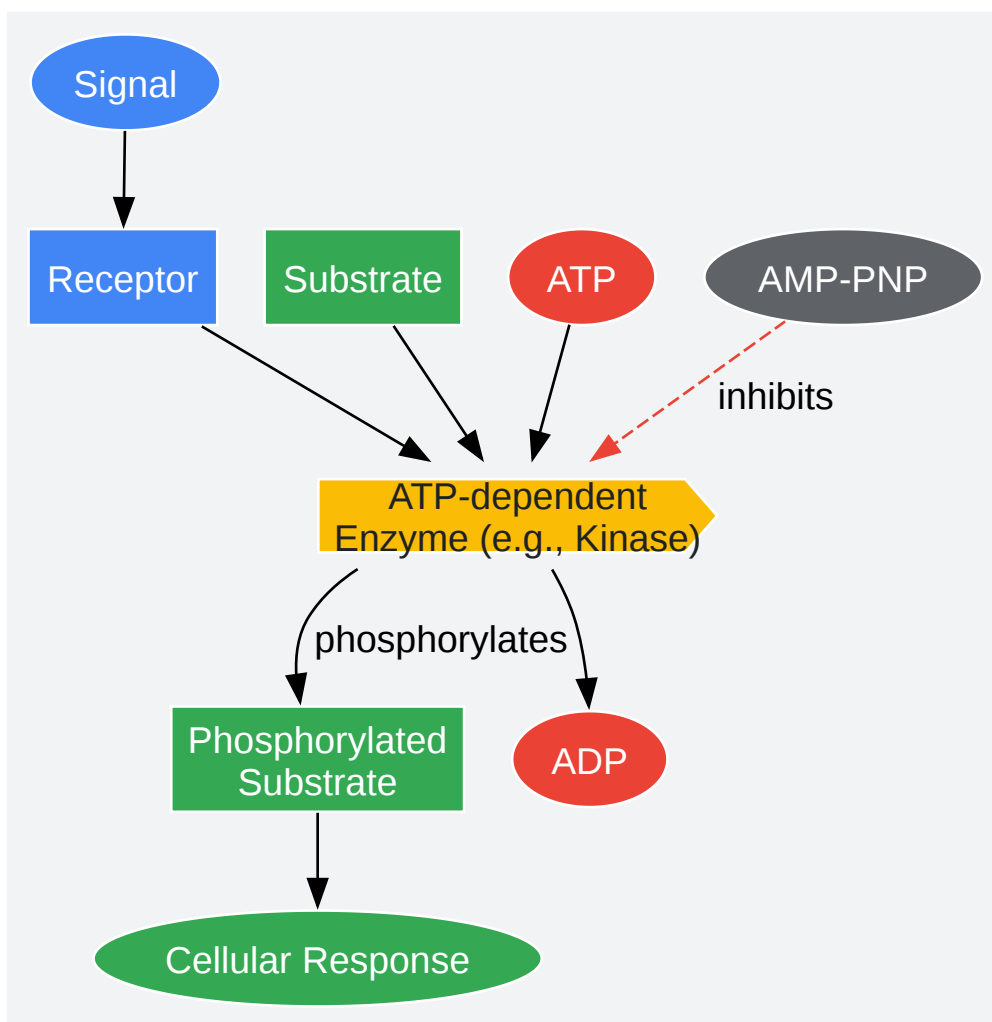 Signal
Receptor
Substrate
ATP
AMP-PNP
inhibits
ATP-dependent
Enzyme (e.g., Kinase)
phosphorylates
Phosphorylated
Substrate
ADP
Cellular Response